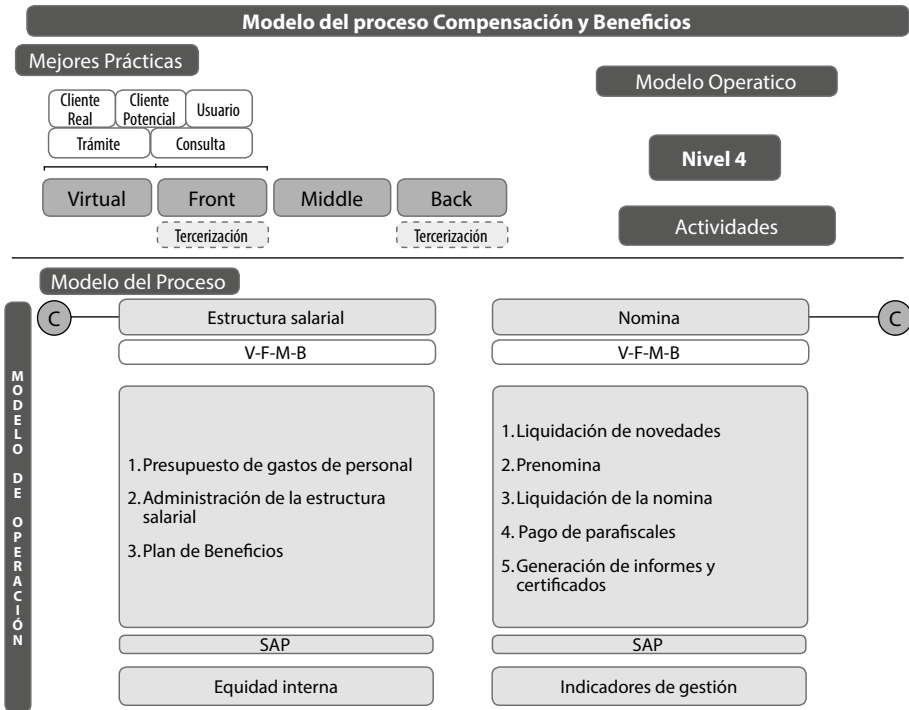 Modelo del proceso Compensación y Beneficios
Mejores Prácticas
Modelo Operatico
Cliente
Real
Cliente
Potencial
Usuario
Trámite
Consulta
Nivel 4
Virtual
Front
Middle
Back
Tercerización
Tercerización
Actividades
Modelo del Proceso
MODELO DE OPERACIÓN
C
Estructura salarial
Nomina
C
V-F-M-B
V-F-M-B
1. Presupuesto de gastos de personal
2. Administración de la estructura
salarial
3. Plan de Beneficios
1. Liquidación de novedades
2. Prenomina
3. Liquidación de la nomina
4. Pago de parafiscales
5. Generación de informes y
certificados
SAP
SAP
Equidad interna
Indicadores de gestión